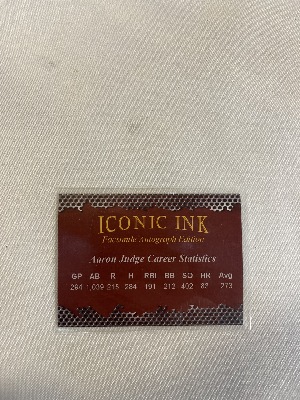 ICONIC INK
Facsimile Autograph Edition
Aaron Judge Career Statistics
GP AB R H RBI BB SO HR Avg
284 1,039 215 284 191 212 402 82 .273